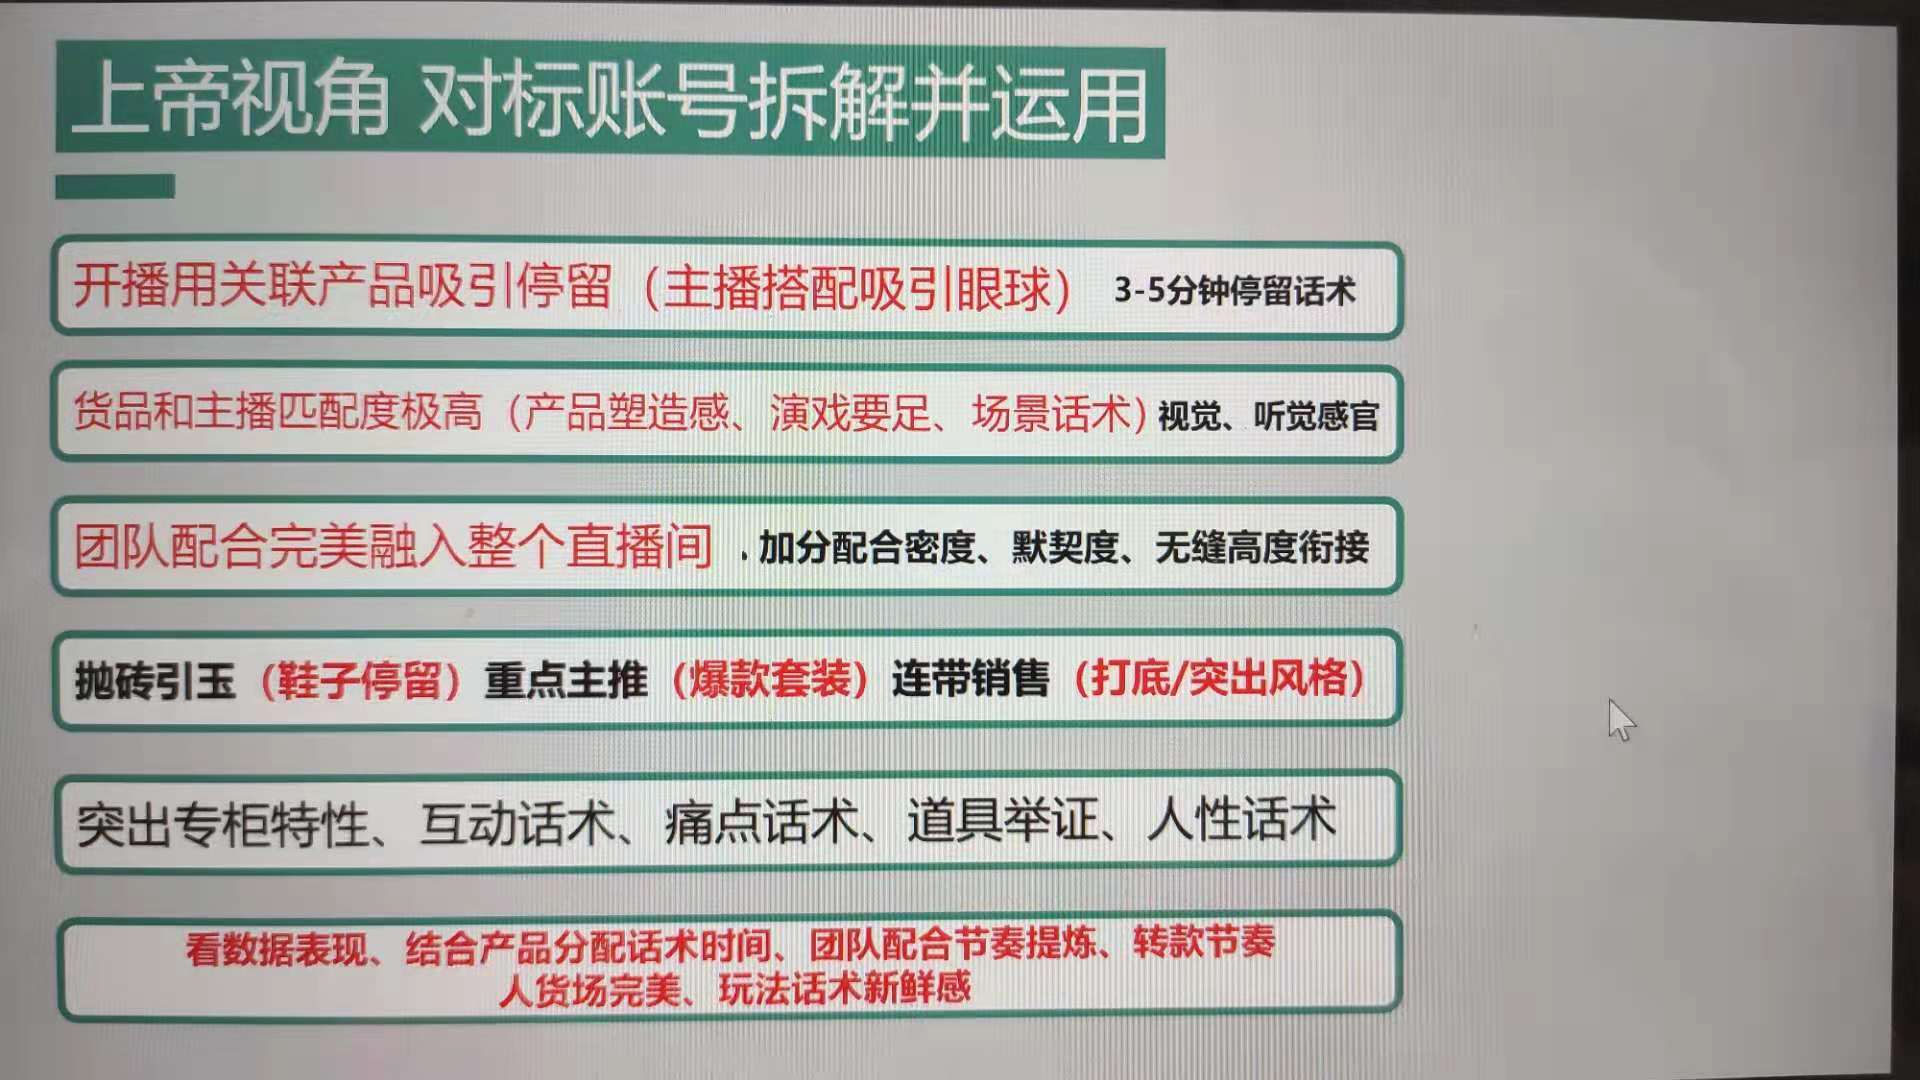 上帝视角 对标账号拆解并运用
开播用关联产品吸引停留（主播搭配吸引眼球） 3-5分钟停留话术
货品和主播匹配度极高（产品塑造感、演戏要足、场景话术）视觉、听觉感官
团队配合完美融入整个直播间 . 加分配合密度、默契度、无缝高度衔接
抛砖引玉（鞋子停留）重点主推（爆款套装）连带销售（打底/突出风格）
突出专柜特性、互动话术、痛点话术、道具举证、人性话术
看数据表现、结合产品分配话术时间、团队配合节奏提炼、转款节奏
人货场完美、玩法话术新鲜感